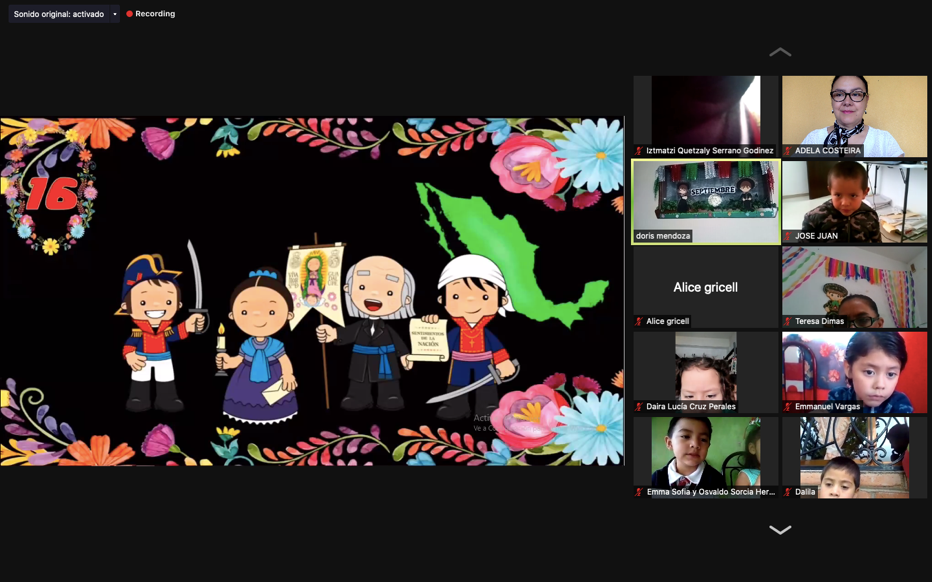 Sonido original: activado
Recording
16
SENTIMIENTOS
DE LA
NACIÓN
Iztmatzi Quetzaly Serrano Godinez
ADELA COSTEIRA
SEPTIEMBRE
doris mendoza
JOSE JUAN
Alice gricell
Alice gricell
Teresa Dimas
Daira Lucía Cruz Perales
Emmanuel Vargas
Emma Sofia y Osvaldo Sorcia Her...
Dalila